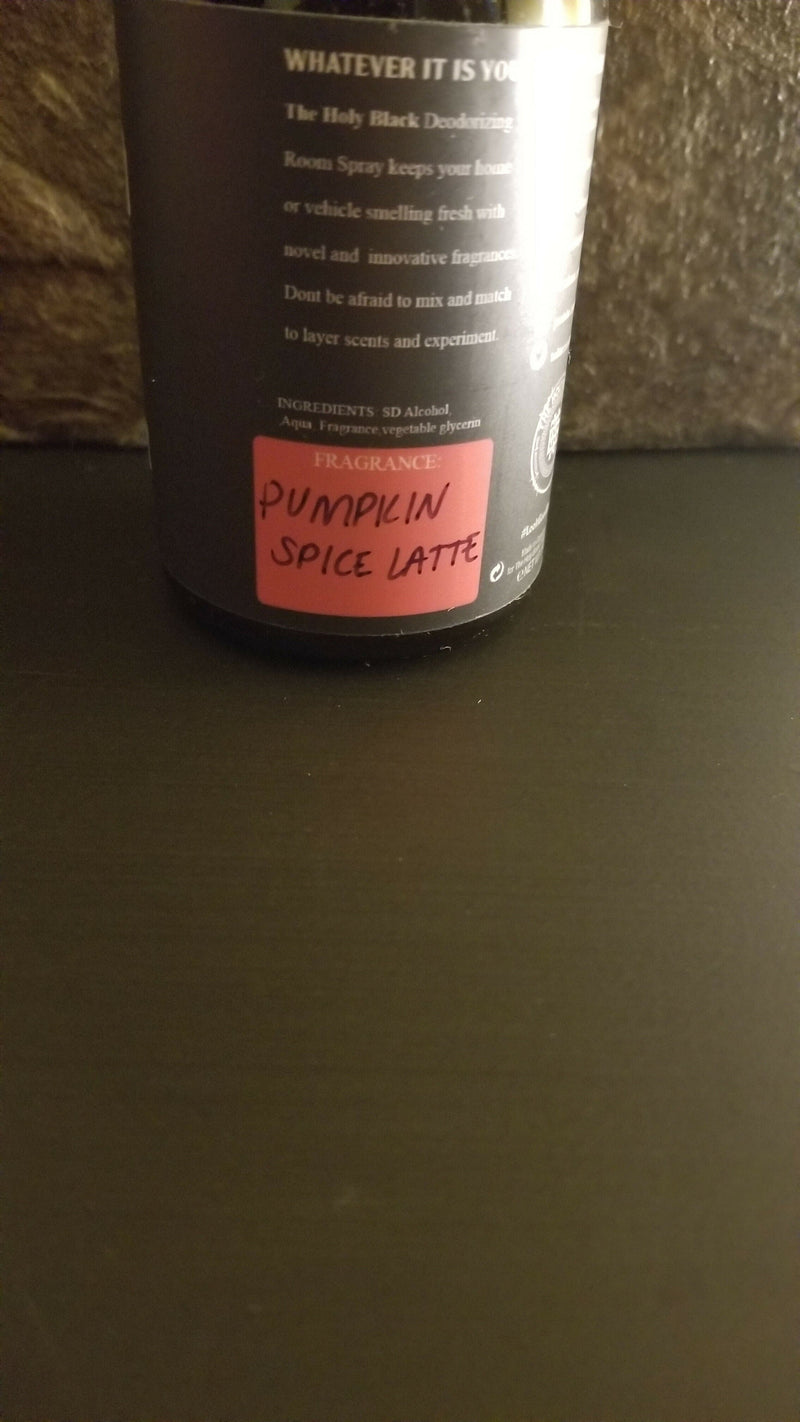 WHATEVER IT IS YOU
The Holy Black Deodorizing
Room Spray keeps your home
or vehicle smelling fresh with
novel and innovative fragrances
Dont be afraid to mix and match
to layer scents and experiment.
INGREDIENTS: SD Alcohol,
Aqua, Fragrance, vegetable glycerin
FRAGRANCE:
PUMPKIN
SPICE LATTE